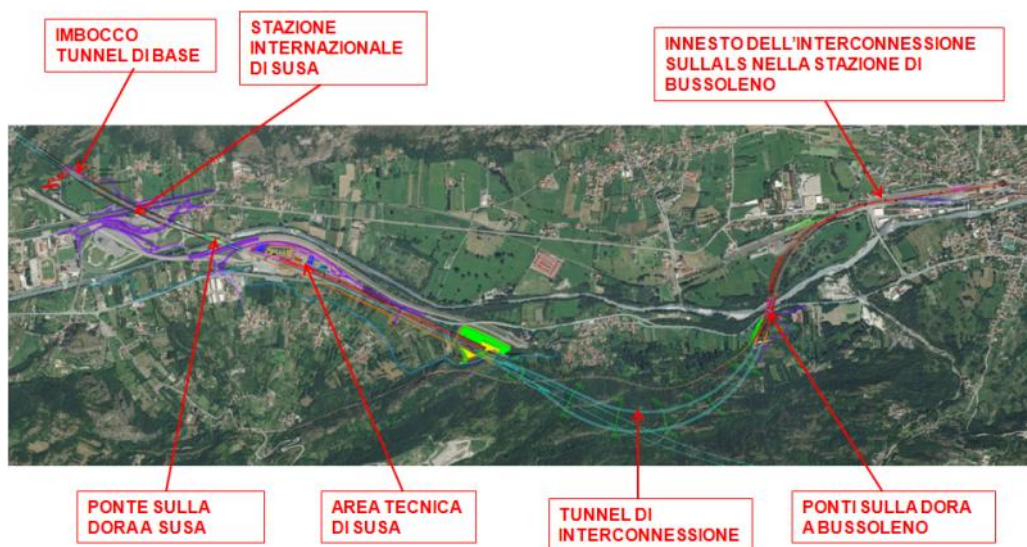 IMBOCCO
TUNNEL DI BASE
STAZIONE
INTERNAZIONALE
DI SUSA
INNESTO DELL'INTERCONNESSIONE
SULLA LS NELLA STAZIONE DI
BUSSOLENO
PONTE SULLA
DORA A SUSA
AREA TECNICA
DI SUSA
TUNNEL DI
INTERCONNESSIONE
PONTI SULLA DORA
A BUSSOLENO